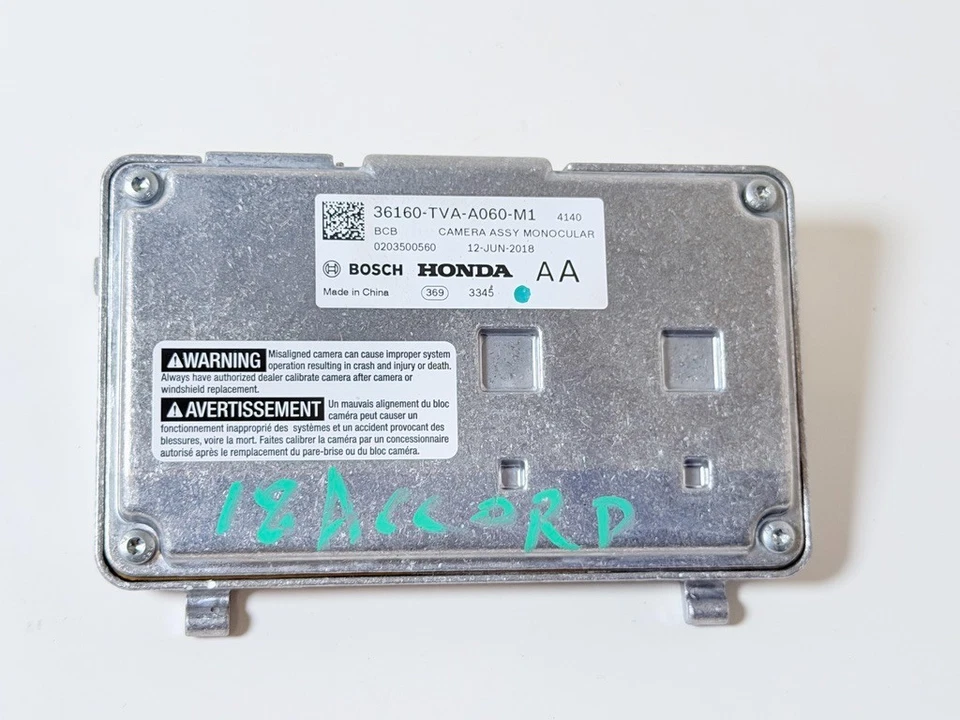 36160-TVA-A060-M1 4140
BCB CAMERA ASSY MONOCULAR
0203500560 12-JUN-2018
BOSCH HONDA AA
Made in China 369 3345
WARNING Misaligned camera can cause improper system
operation resulting in crash and injury or death.
Always have authorized dealer calibrate camera after camera or
windshield replacement.
AVERTISSEMENT Un mauvais alignement du bloc
caméra peut causer un
fonctionnement inapproprié des systèmes et un accident provocant des
blessures, voire la mort. Faites calibrer la caméra par un concessionnaire
autorisé après le remplacement du pare-brise ou du bloc caméra.
18 ACCORD